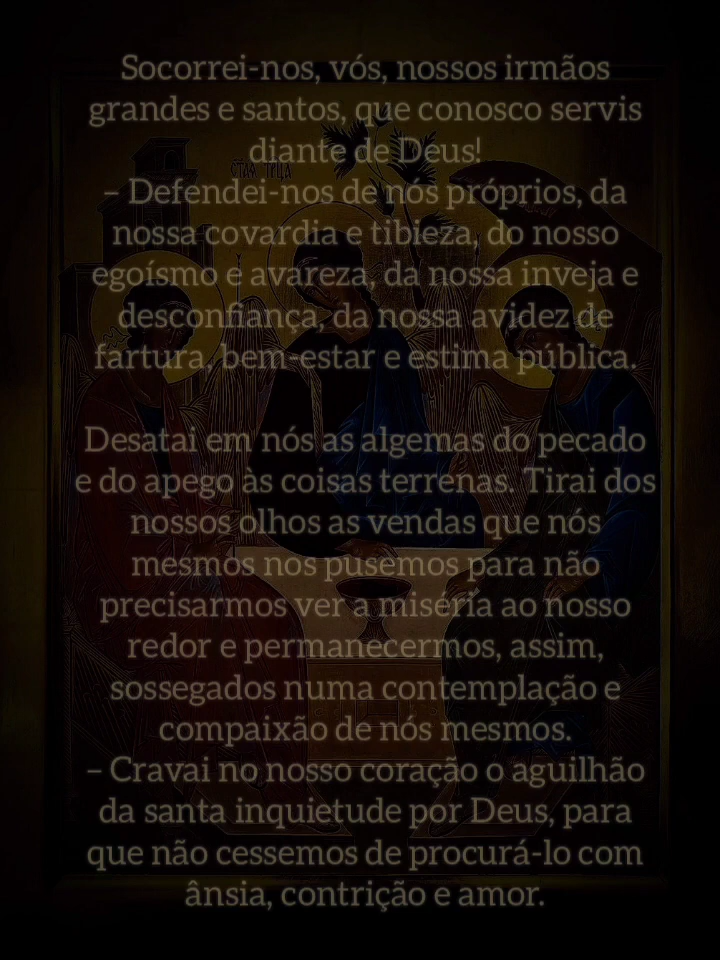 Socorrei-nos, vós, nossos irmãos
grandes e santos, que conosco servis
diante de Deus!
– Defendei-nos de nós próprios, da
nossa covardia e tibieza, do nosso
egoísmo e avareza, da nossa inveja e
desconfiança, da nossa avidez de
fartura, bem-estar e estima pública.
Desatai em nós as algemas do pecado
e do apego às coisas terrenas. Tirai dos
nossos olhos as vendas que nós
mesmos nos pusemos para não
precisarmos ver a miséria ao nosso
redor e permanecermos, assim,
sossegados numa contemplação e
compaixão de nós mesmos.
– Cravai no nosso coração o aguilhão
da santa inquietude por Deus, para
que não cessemos de procurá-lo com
ânsia, contrição e amor.